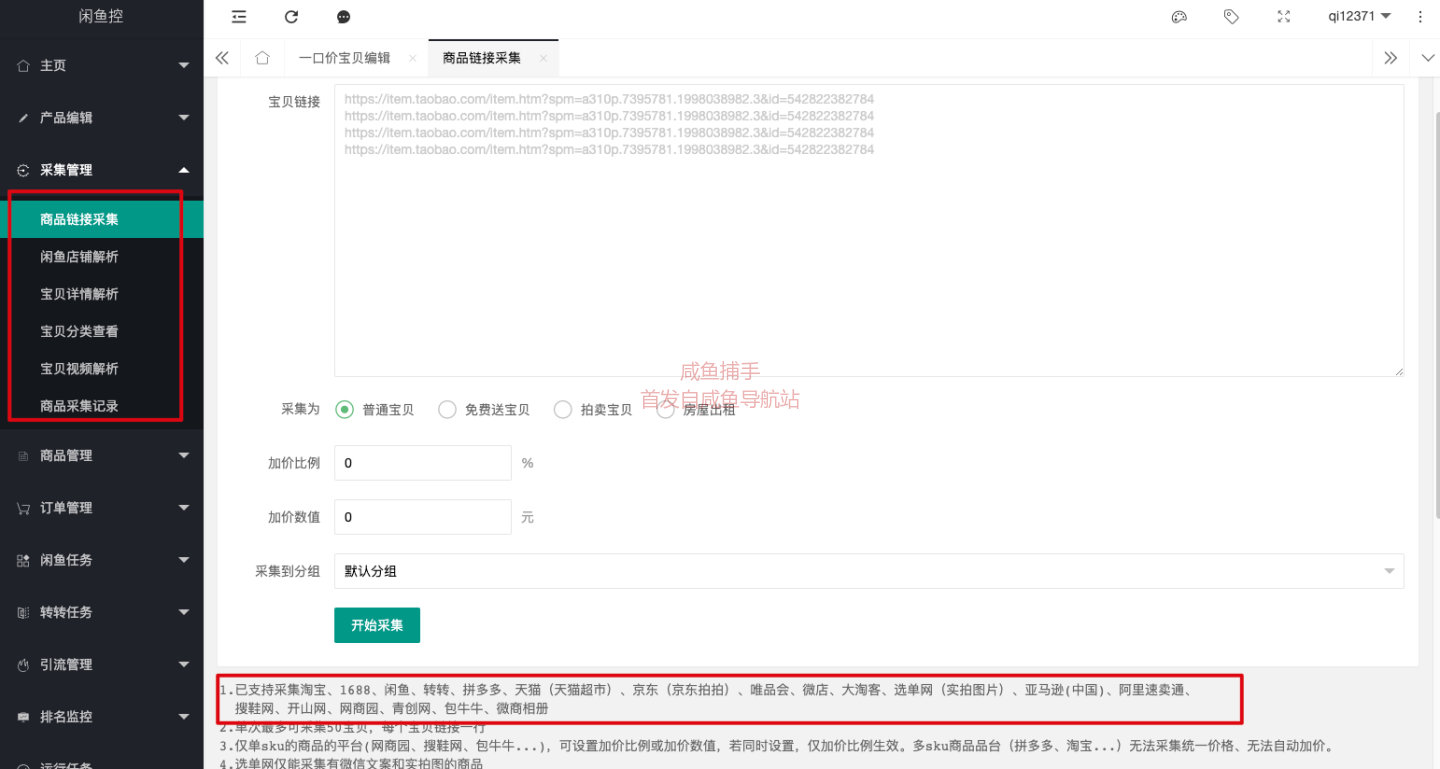 闲鱼控
qi12371
一口价宝贝编辑
商品链接采集
主页
产品编辑
采集管理
商品链接采集
闲鱼店铺解析
宝贝详情解析
宝贝分类查看
宝贝视频解析
商品采集记录
商品管理
订单管理
闲鱼任务
转转任务
引流管理
排名监控
运行任务
宝贝链接
https://item.taobao.com/item.htm?spm=a310p.7395781.1998038982.3&id=542822382784
https://item.taobao.com/item.htm?spm=a310p.7395781.1998038982.3&id=542822382784
https://item.taobao.com/item.htm?spm=a310p.7395781.1998038982.3&id=542822382784
https://item.taobao.com/item.htm?spm=a310p.7395781.1998038982.3&id=542822382784
咸鱼捕手
首发自咸鱼导航站
采集为 普通宝贝 免费送宝贝 拍卖宝贝 房屋出租
加价比例 0 %
加价数值 0 元
采集到分组 默认分组
开始采集
1.已支持采集淘宝、1688、闲鱼、转转、拼多多、天猫（天猫超市）、京东（京东拍拍）、唯品会、微店、大淘客、选单网（实拍图片）、亚马逊(中国)、阿里速卖通、
搜鞋网、开山网、网商园、青创网、包牛牛、微商相册
2.单次最多可采集50宝贝，每个宝贝链接一行
3.仅单sku的商品的平台(网商园、搜鞋网、包牛牛...)，可设置加价比例或加价数值，若同时设置，仅加价比例生效。多sku商品品台（拼多多、淘宝...）无法采集统一价格、无法自动加价。
4.选单网仅能采集有微信文案和实拍图的商品